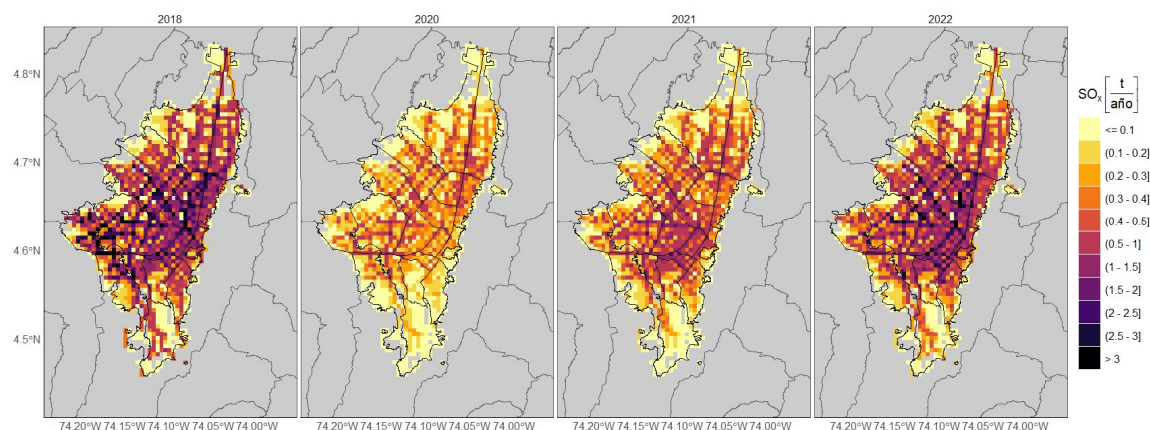 2018 2020 2021 2022
4.8°N
4.7°N
4.6°N
4.5°N
74.20°W 74.15°W 74.10°W 74.05°W 74.00°W 74.20°W 74.15°W 74.10°W 74.05°W 74.00°W 74.20°W 74.15°W 74.10°W 74.05°W 74.00°W 74.20°W 74.15°W 74.10°W 74.05°W 74.00°W
SOₓ [t/año]
<= 0.1
(0.1 - 0.2]
(0.2 - 0.3]
(0.3 - 0.4]
(0.4 - 0.5]
(0.5 - 1]
(1 - 1.5]
(1.5 - 2]
(2 - 2.5]
(2.5 - 3]
> 3